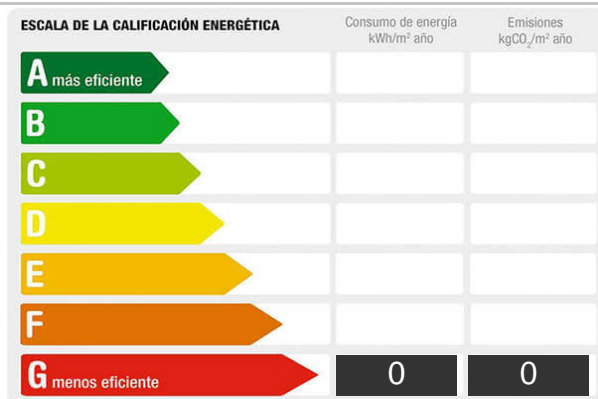 ESCALA DE LA CALIFICACIÓN ENERGÉTICA
Consumo de energía
kWh/m² año
Emisiones
kgCO₂/m² año
A más eficiente
B
C
D
E
F
G menos eficiente
0
0